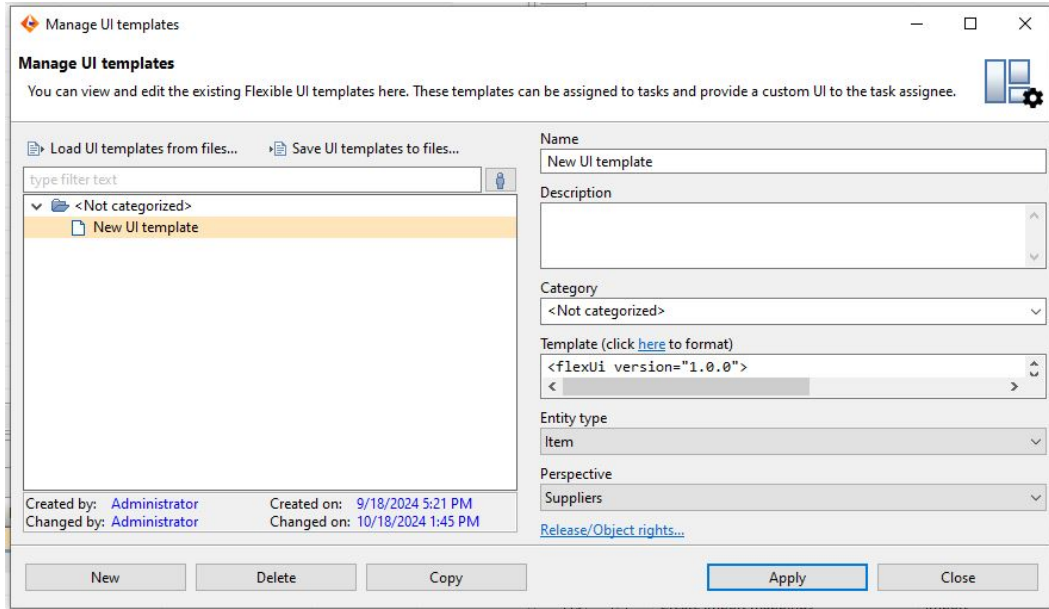 Manage UI templates
Manage UI templates
You can view and edit the existing Flexible UI templates here. These templates can be assigned to tasks and provide a custom UI to the task assignee.
Load UI templates from files... Save UI templates to files...
type filter text
<Not categorized>
New UI template
Created by: Administrator Created on: 9/18/2024 5:21 PM
Changed by: Administrator Changed on: 10/18/2024 1:45 PM
Name
New UI template
Description
Category
<Not categorized>
Template (click here to format)
<flexUi version="1.0.0">
Entity type
Item
Perspective
Suppliers
Release/Object rights...
New Delete Copy Apply Close